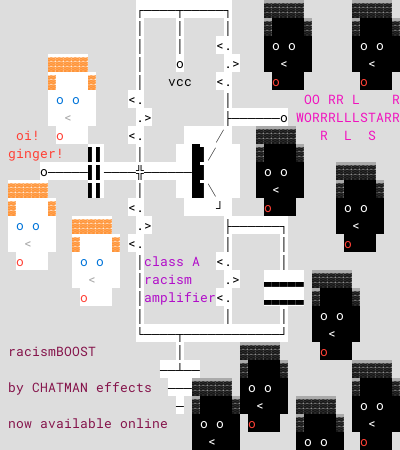 vcc
OO RR L R
WORRRLLLSTARR
R L S
oi!
ginger!
class A
racism
amplifier
racismBOOST
by CHATMAN effects
now available online